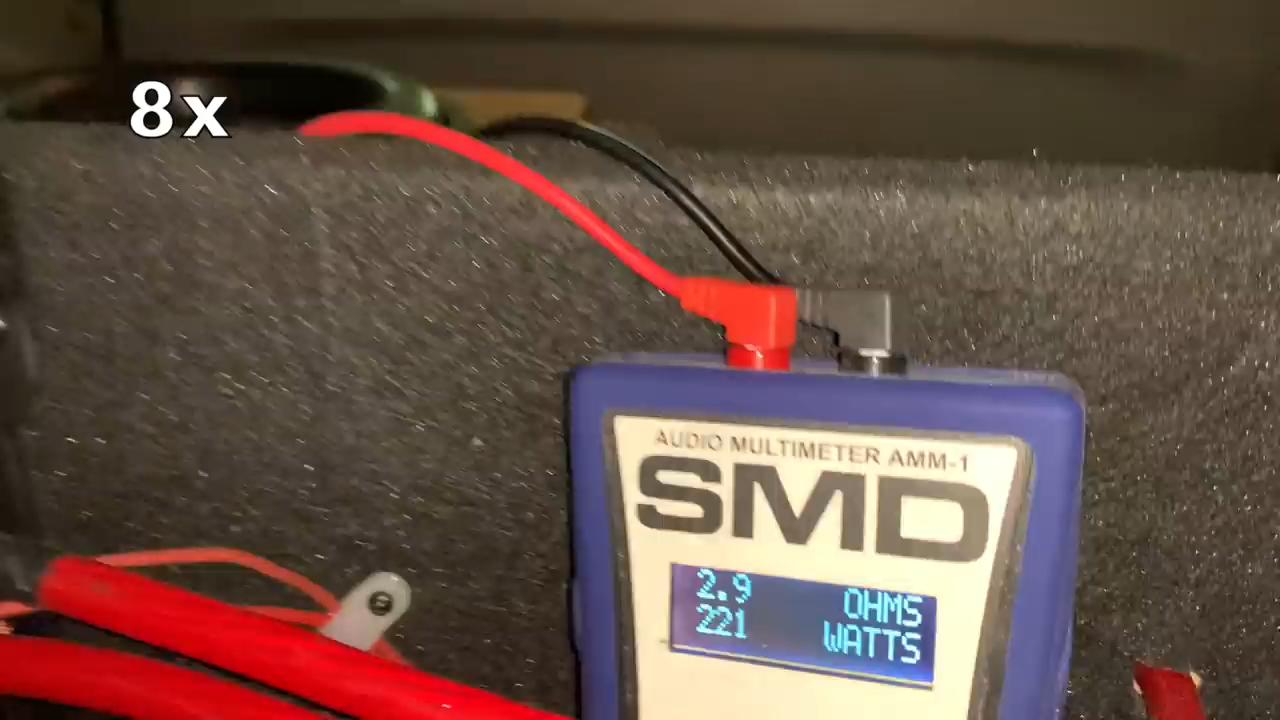 8x
AUDIO MULTIMETER AMM-1
SMD
2.9 OHMS
221 WATTS